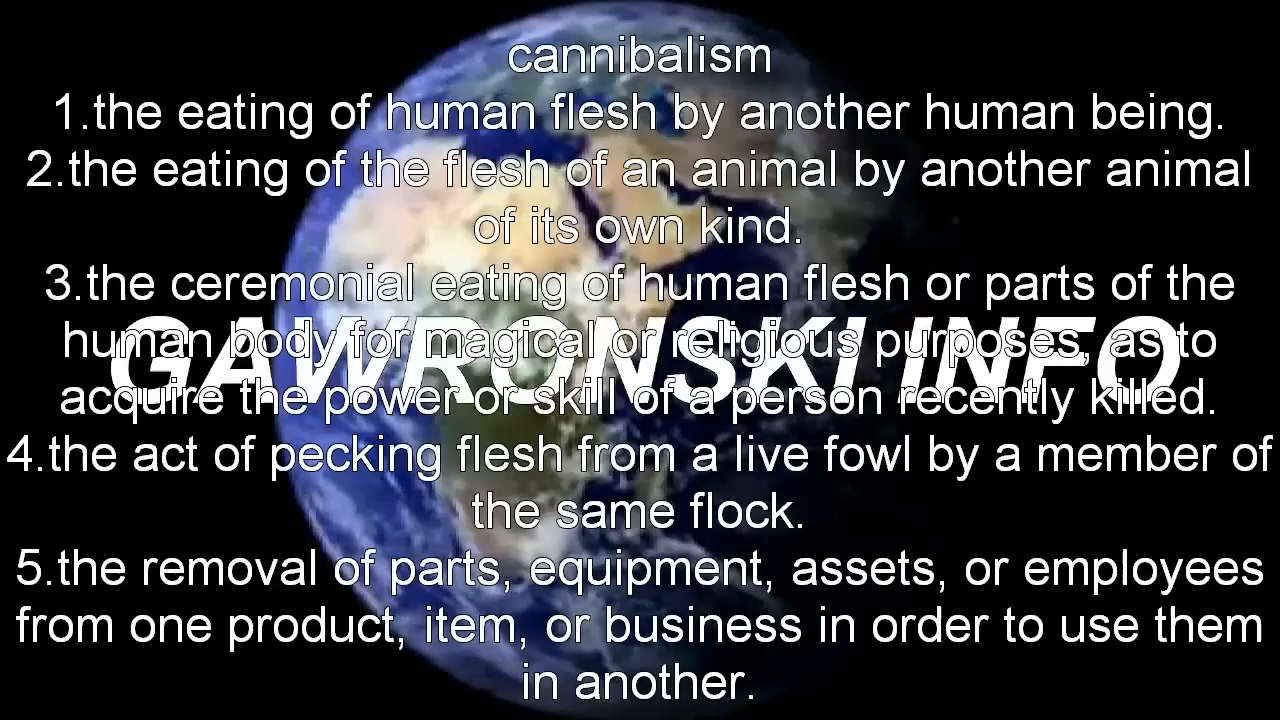 cannibalism
1.the eating of human flesh by another human being.
2.the eating of the flesh of an animal by another animal
of its own kind.
3.the ceremonial eating of human flesh or parts of the
human body for magical or religious purposes, as to
GAWRONSKI INFO
acquire the power or skill of a person recently killed.
4.the act of pecking flesh from a live fowl by a member of
the same flock.
5.the removal of parts, equipment, assets, or employees
from one product, item, or business in order to use them
in another.